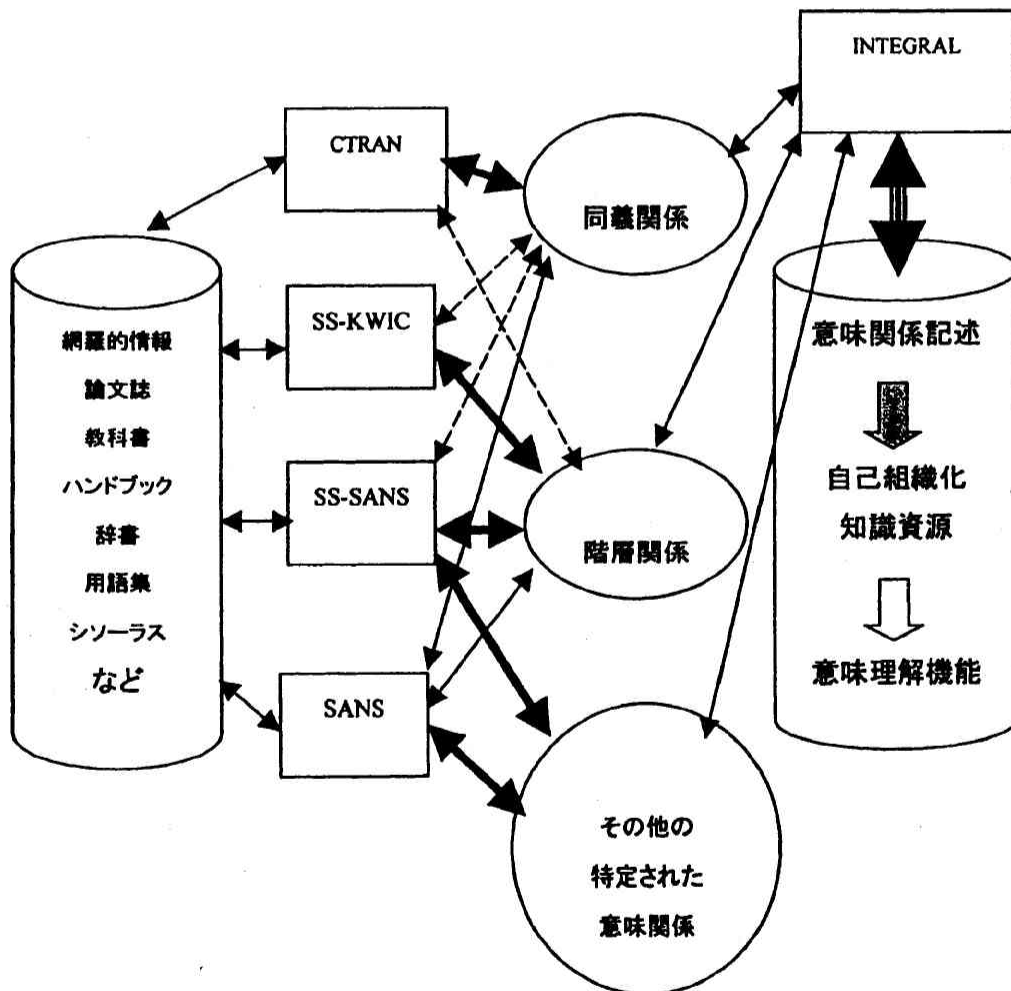 INTEGRAL
CTRAN
同義関係
SS-KWIC
意味関係記述
網羅的情報
論文誌
教科書
ハンドブック
辞書
用語集
シソーラス
など
SS-SANS
階層関係
自己組織化
知識資源
意味理解機能
SANS
その他の
特定された
意味関係